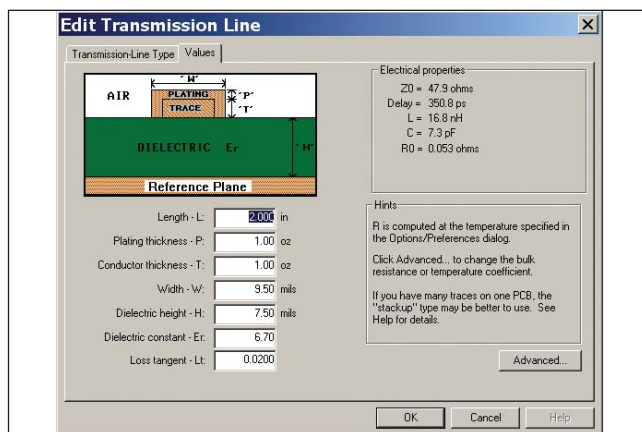 Edit Transmission Line
Transmission-Line Type
Values
'W'
AIR
PLATING
'P'
TRACE
'T'
DIELECTRIC Er
'H'
Reference Plane
Length - L: 2.000 in
Plating thickness - P: 1.00 oz
Conductor thickness - T: 1.00 oz
Width - W: 9.50 mils
Dielectric height - H: 7.50 mils
Dielectric constant - Er: 6.70
Loss tangent - Lt: 0.0200
Electrical properties
Z0 = 47.9 ohms
Delay = 350.8 ps
L = 16.8 nH
C = 7.3 pF
R0 = 0.053 ohms
Hints
R is computed at the temperature specified in
the Options/Preferences dialog.
Click Advanced... to change the bulk
resistance or temperature coefficient.
If you have many traces on one PCB, the
"stackup" type may be better to use. See
Help for details.
Advanced...
OK
Cancel
Help